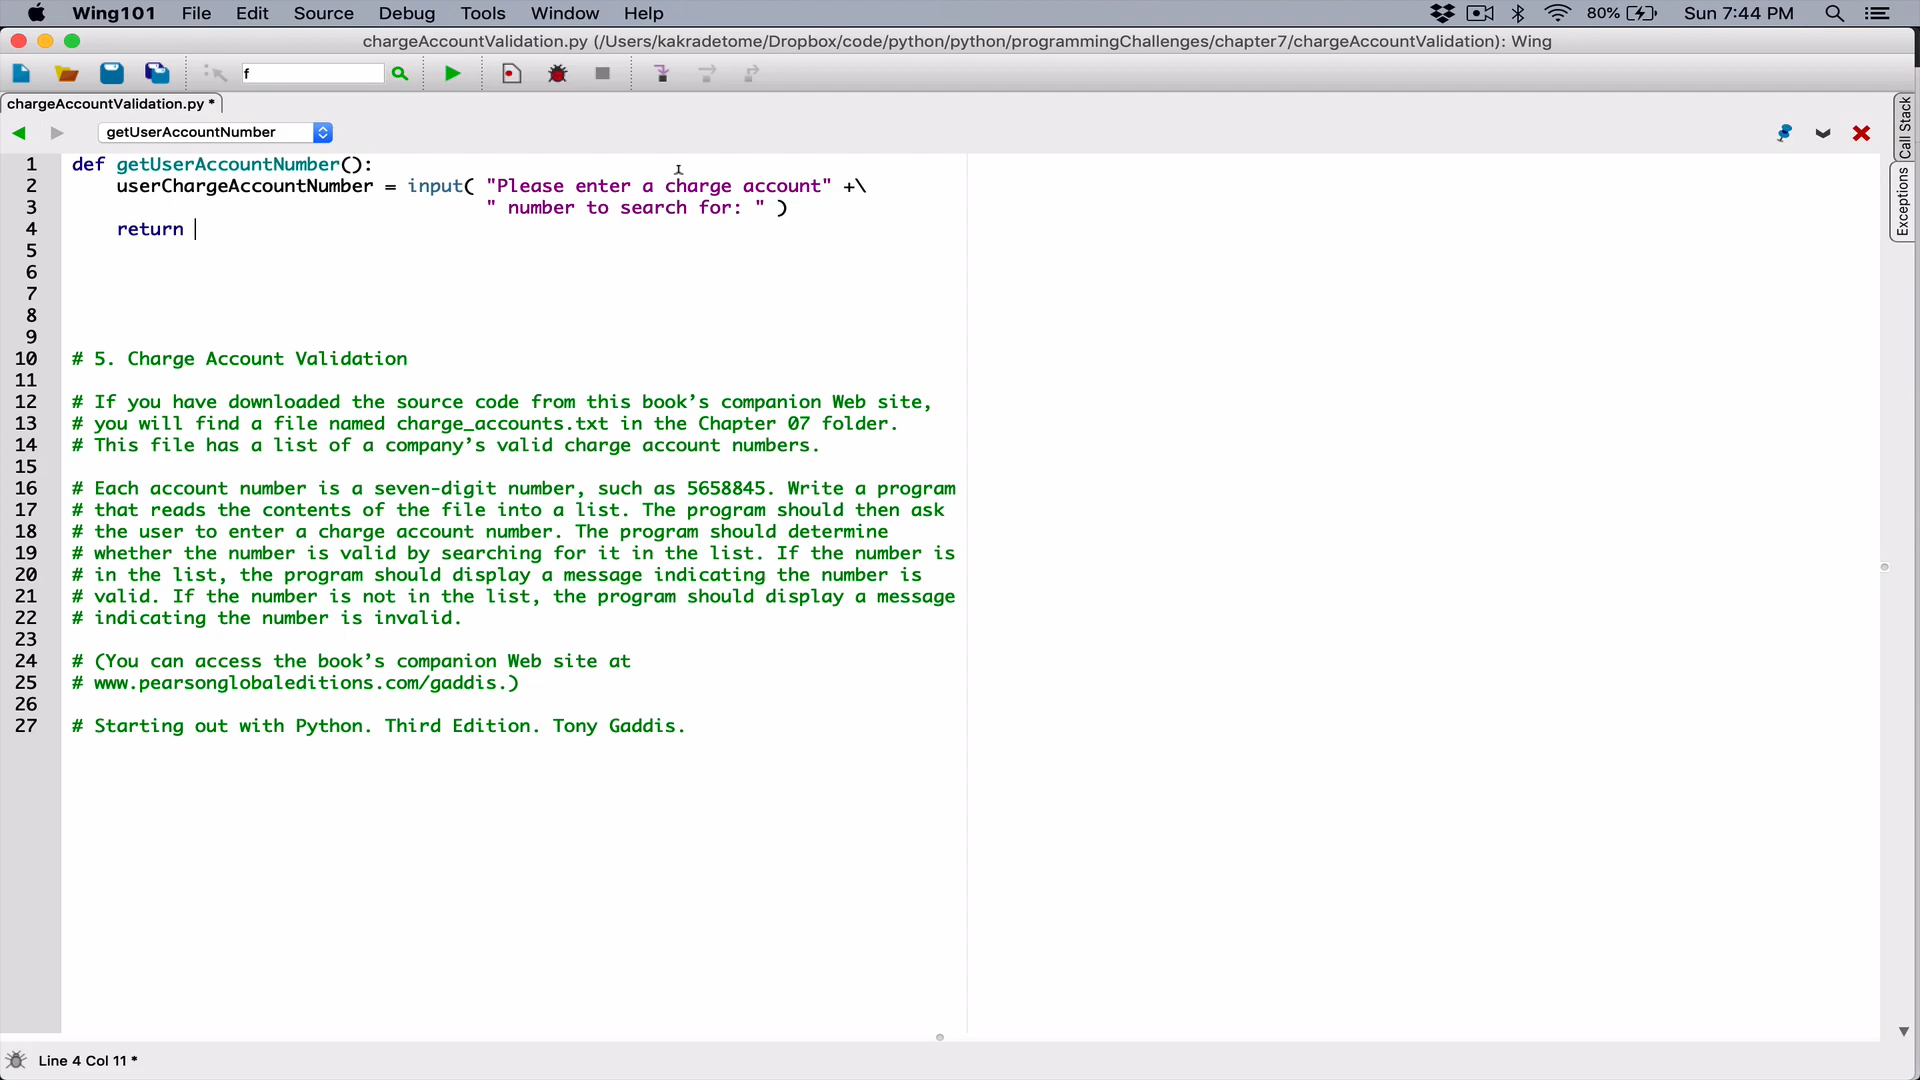 Wing101 File Edit Source Debug Tools Window Help 80% Sun 7:44 PM
chargeAccountValidation.py (/Users/kakradetome/Dropbox/code/python/python/programmingChallenges/chapter7/chargeAccountValidation): Wing
f
chargeAccountValidation.py *
getUserAccountNumber
Call Stack
Exceptions
1 def getUserAccountNumber():
2 userChargeAccountNumber = input( "Please enter a charge account" +\
3 " number to search for: " )
4 return
5
6
7
8
9
10 # 5. Charge Account Validation
11
12 # If you have downloaded the source code from this book’s companion Web site,
13 # you will find a file named charge_accounts.txt in the Chapter 07 folder.
14 # This file has a list of a company’s valid charge account numbers.
15
16 # Each account number is a seven-digit number, such as 5658845. Write a program
17 # that reads the contents of the file into a list. The program should then ask
18 # the user to enter a charge account number. The program should determine
19 # whether the number is valid by searching for it in the list. If the number is
20 # in the list, the program should display a message indicating the number is
21 # valid. If the number is not in the list, the program should display a message
22 # indicating the number is invalid.
23
24 # (You can access the book’s companion Web site at
25 # www.pearsonglobaleditions.com/gaddis.)
26
27 # Starting out with Python. Third Edition. Tony Gaddis.
Line 4 Col 11 *